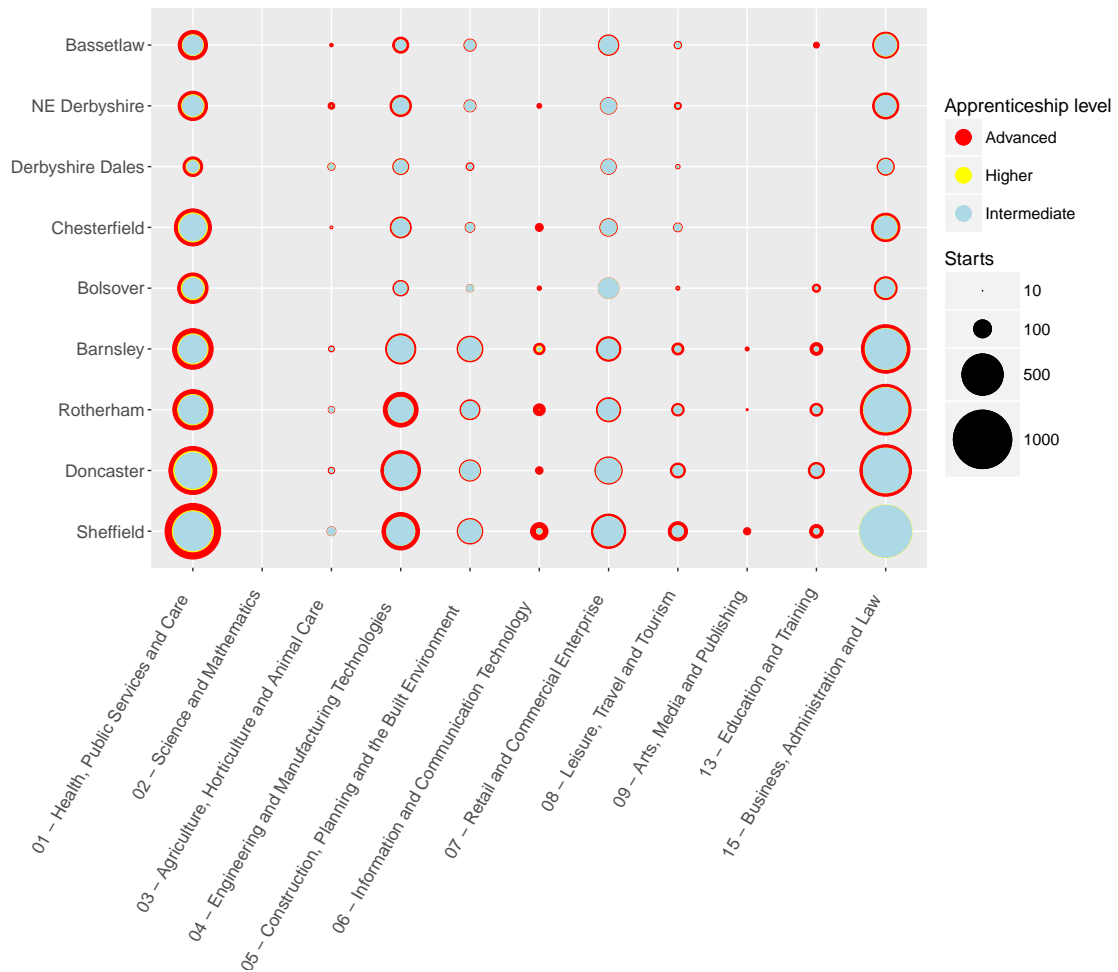 Bassetlaw
NE Derbyshire
Derbyshire Dales
Chesterfield
Bolsover
Barnsley
Rotherham
Doncaster
Sheffield
01 – Health, Public Services and Care
02 – Science and Mathematics
03 – Agriculture, Horticulture and Animal Care
04 – Engineering and Manufacturing Technologies
05 – Construction, Planning and the Built Environment
06 – Information and Communication Technology
07 – Retail and Commercial Enterprise
08 – Leisure, Travel and Tourism
09 – Arts, Media and Publishing
13 – Education and Training
15 – Business, Administration and Law
Apprenticeship level
Advanced
Higher
Intermediate
Starts
10
100
500
1000